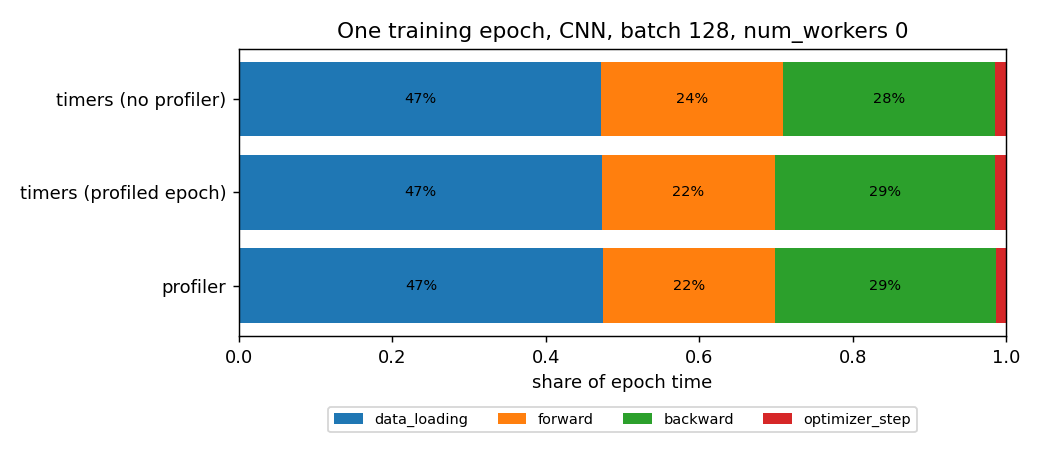 One training epoch, CNN, batch 128, num_workers 0
timers (no profiler)
47% 24% 28%
timers (profiled epoch)
47% 22% 29%
profiler
47% 22% 29%
0.0 0.2 0.4 0.6 0.8 1.0
share of epoch time
data_loading forward backward optimizer_step